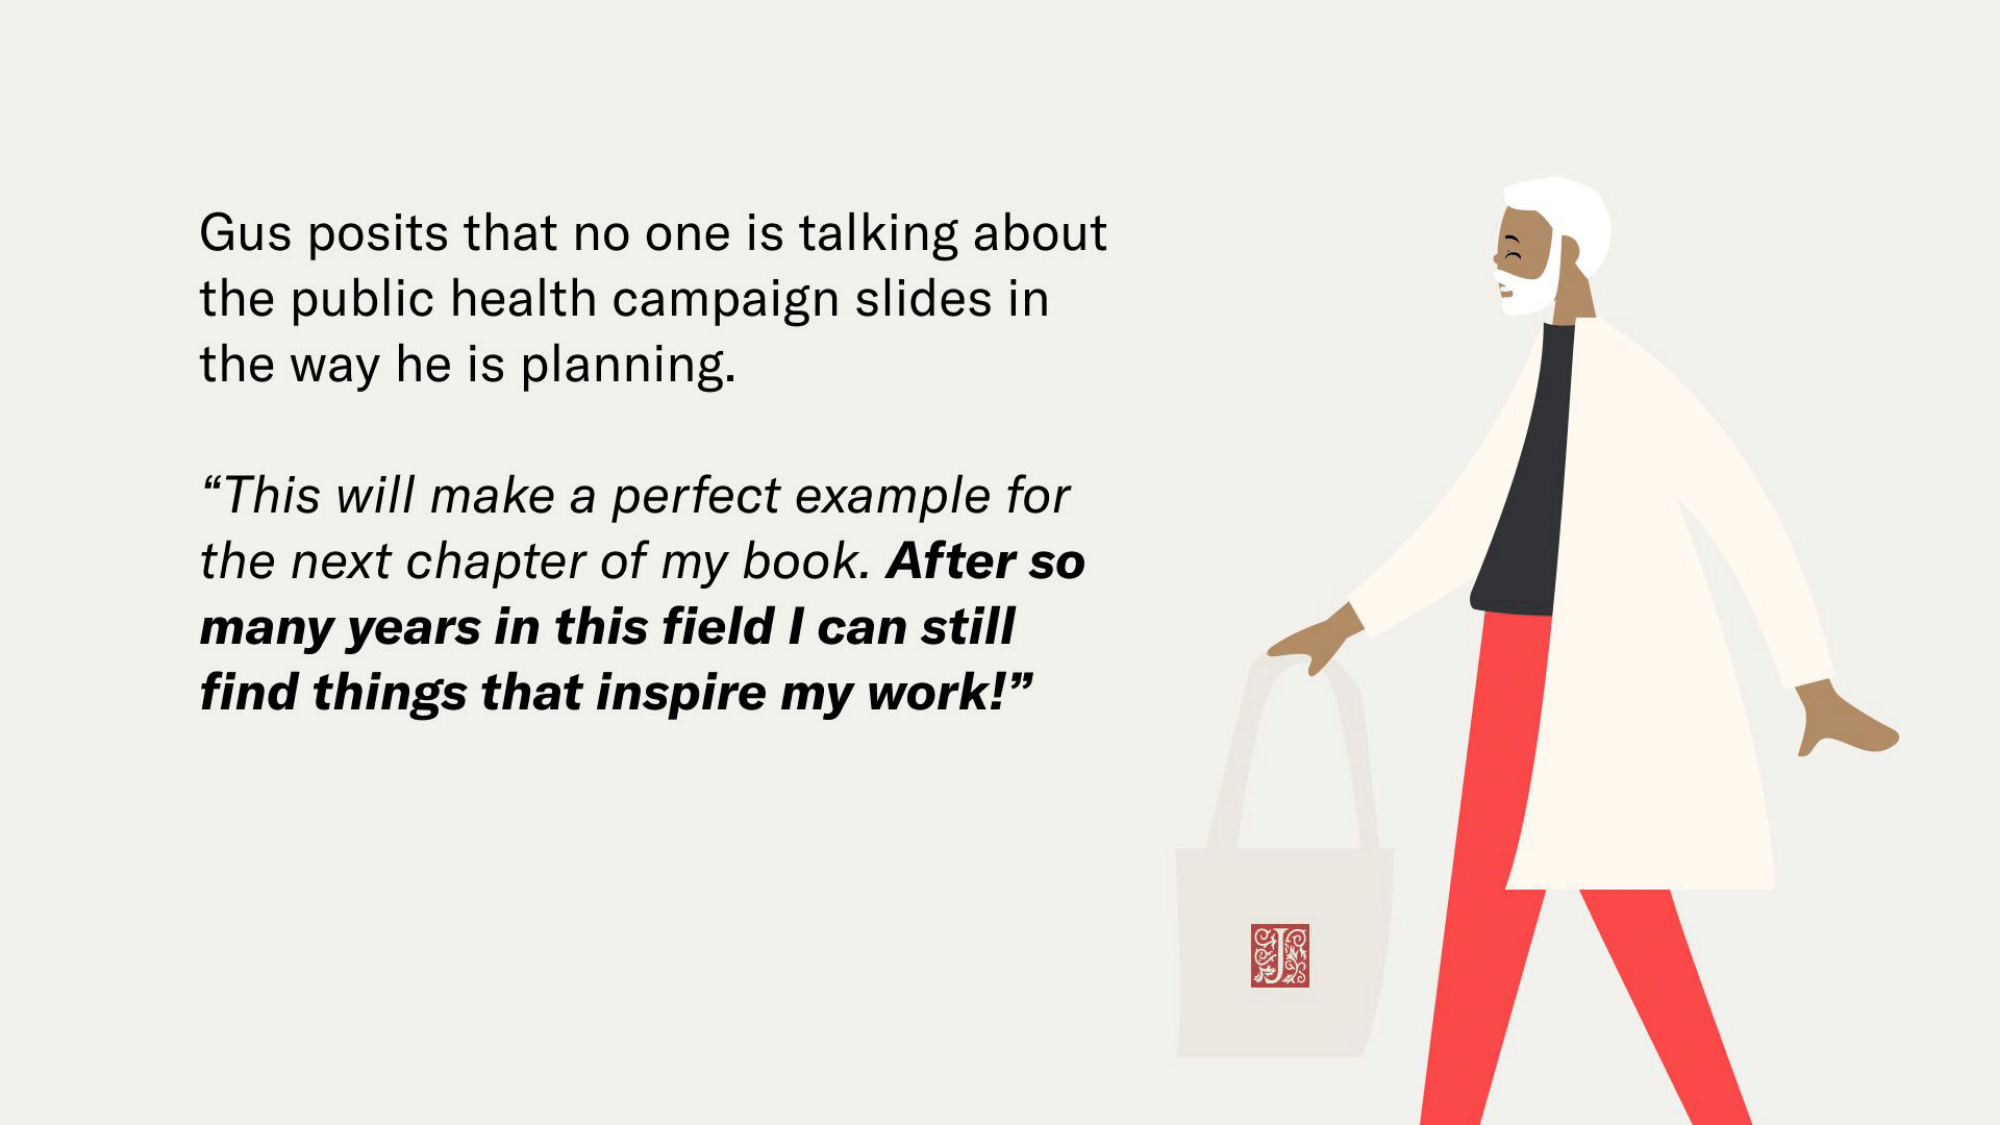 Gus posits that no one is talking about
the public health campaign slides in
the way he is planning.
“This will make a perfect example for
the next chapter of my book. After so
many years in this field I can still
find things that inspire my work!”
J